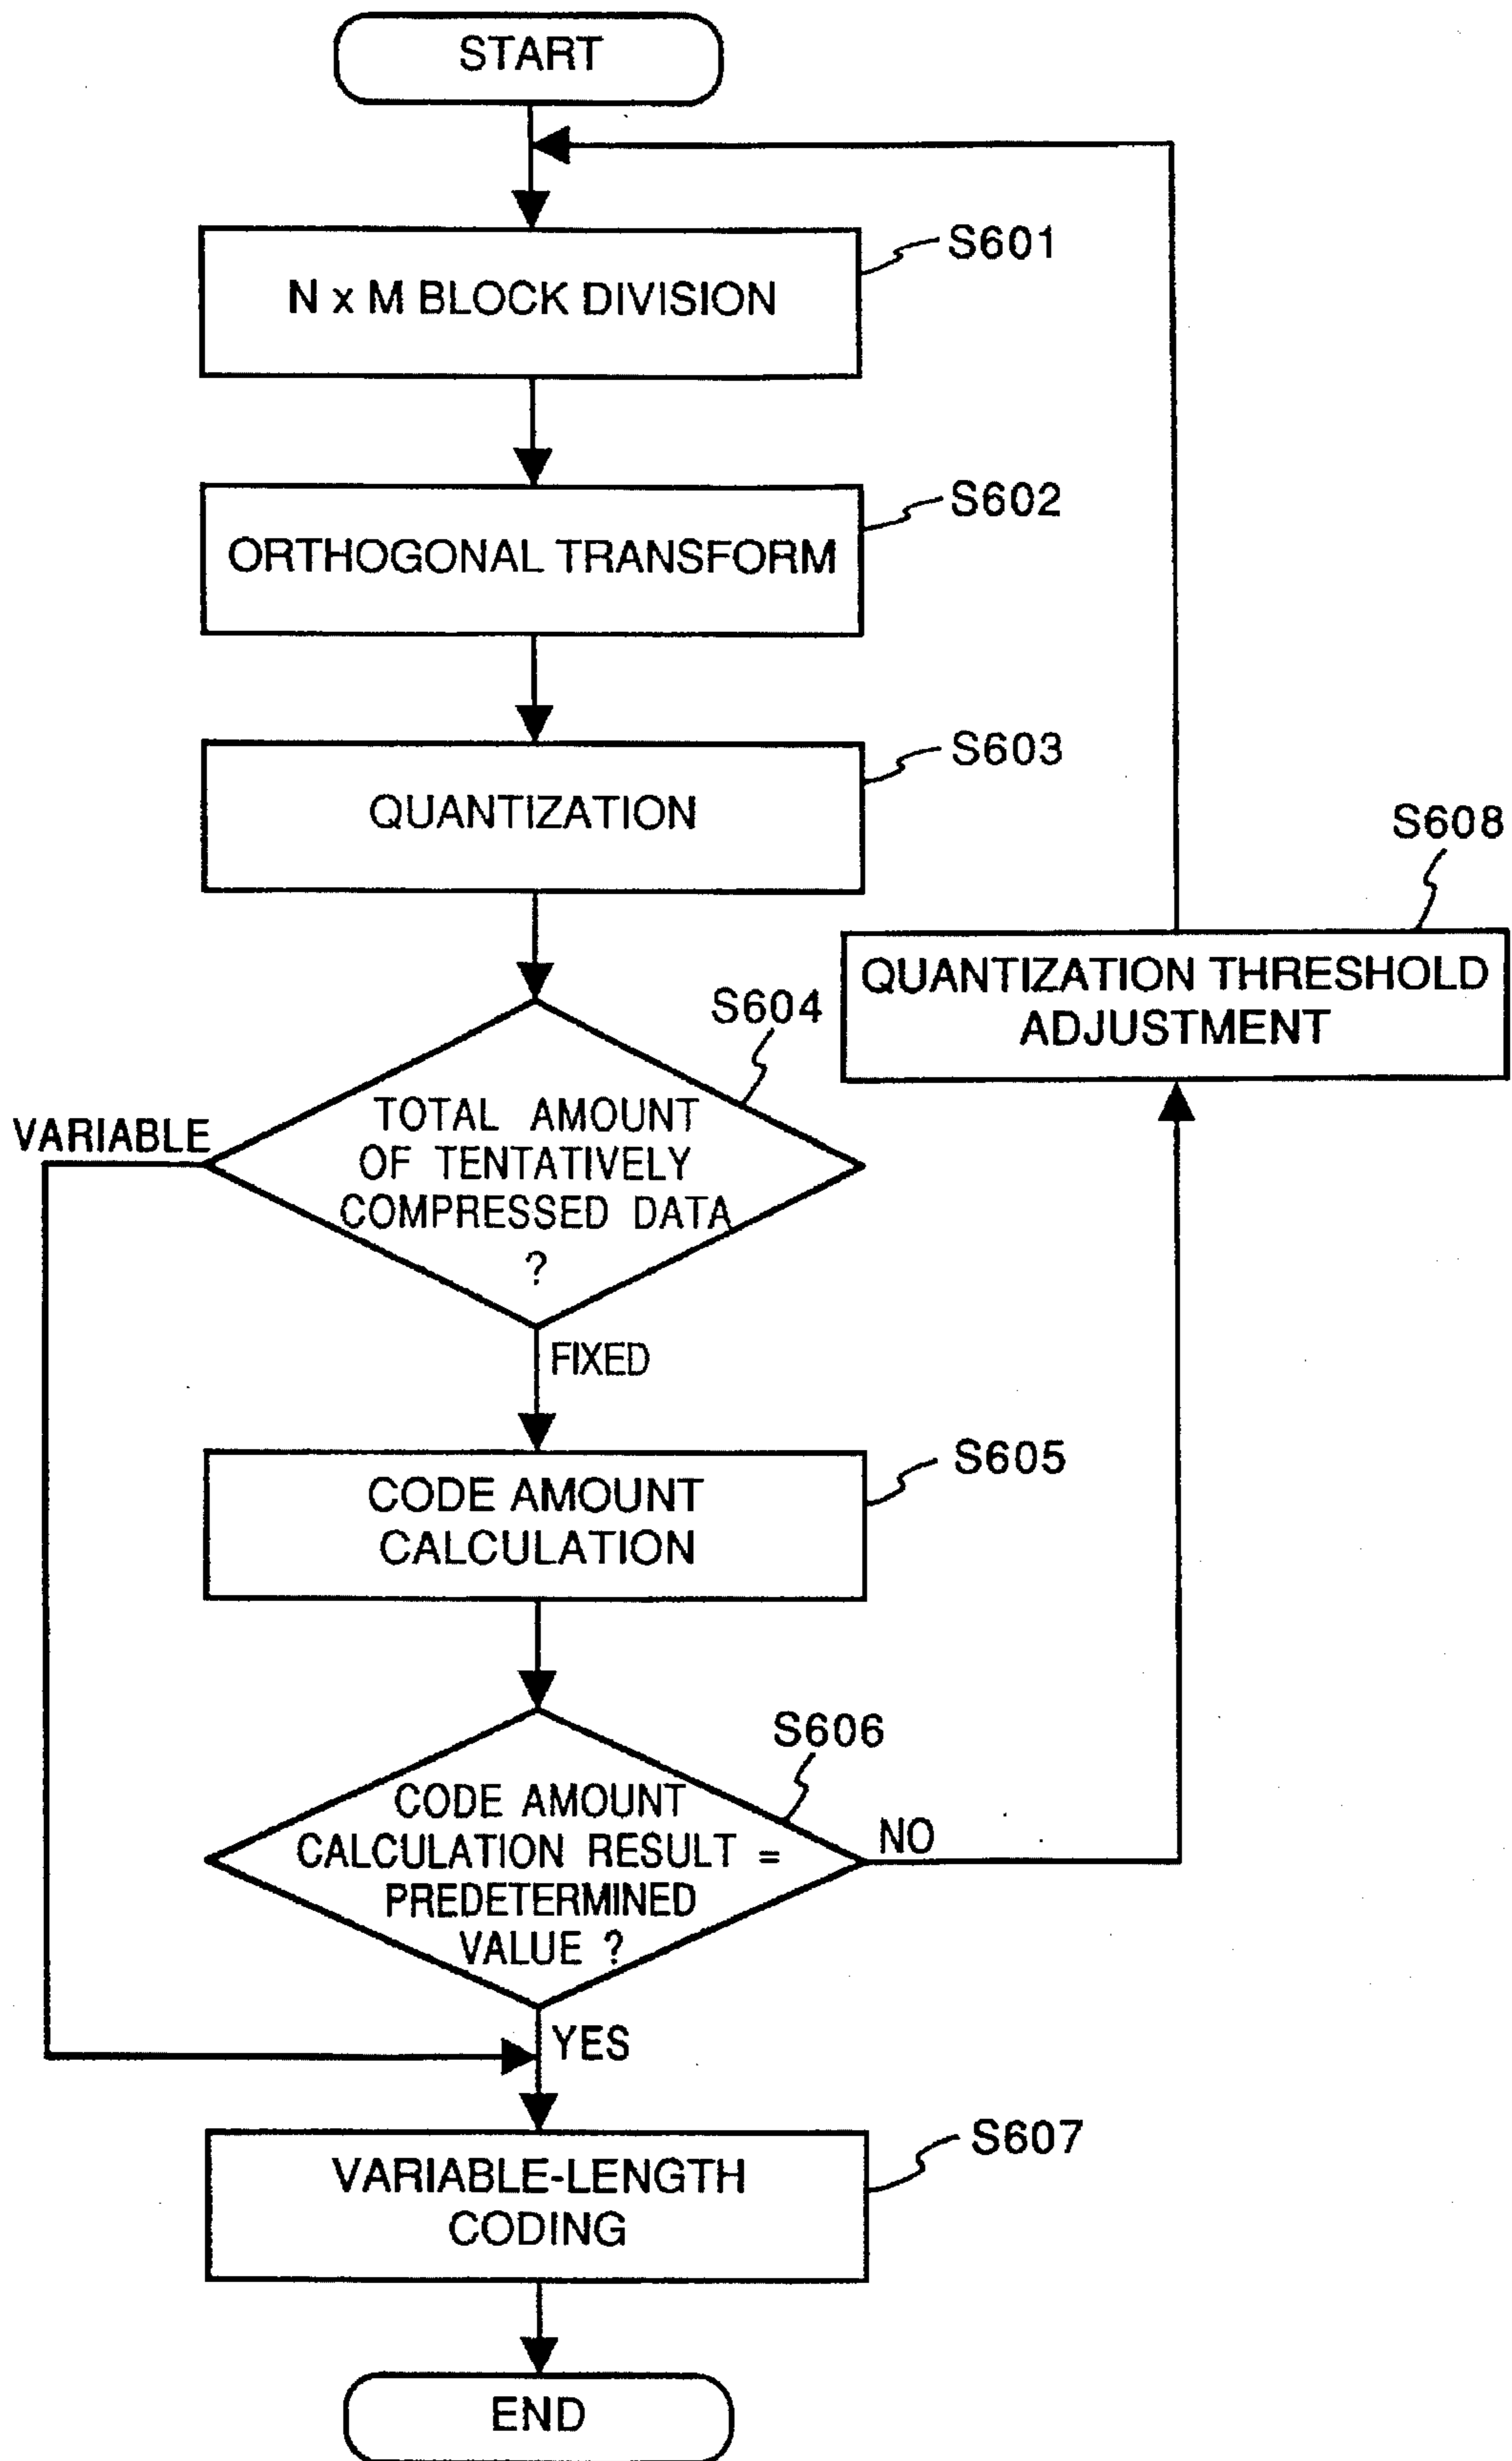 START
S601
N x M BLOCK DIVISION
S602
ORTHOGONAL TRANSFORM
S603
QUANTIZATION
S608
QUANTIZATION THRESHOLD
ADJUSTMENT
S604
VARIABLE
TOTAL AMOUNT
OF TENTATIVELY
COMPRESSED DATA
?
FIXED
S605
CODE AMOUNT
CALCULATION
S606
CODE AMOUNT
CALCULATION RESULT =
PREDETERMINED
VALUE ?
NO
YES
S607
VARIABLE-LENGTH
CODING
END